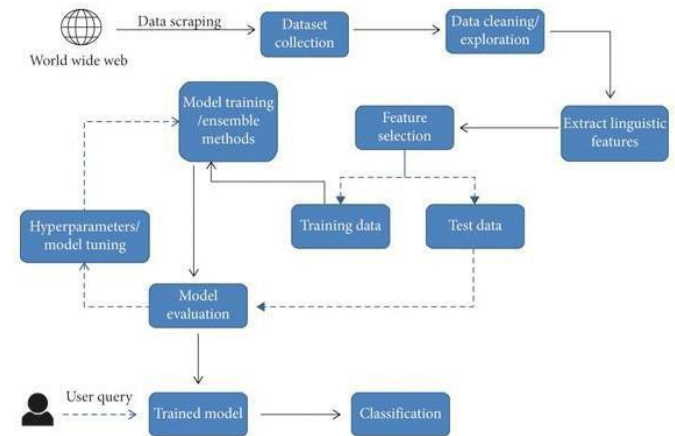 Data scraping
World wide web
Dataset
collection
Data cleaning/
exploration
Model training
/ensemble
methods
Feature
selection
Extract linguistic
features
Hyperparameters/
model tuning
Training data
Test data
Model
evaluation
User query
Trained model
Classification